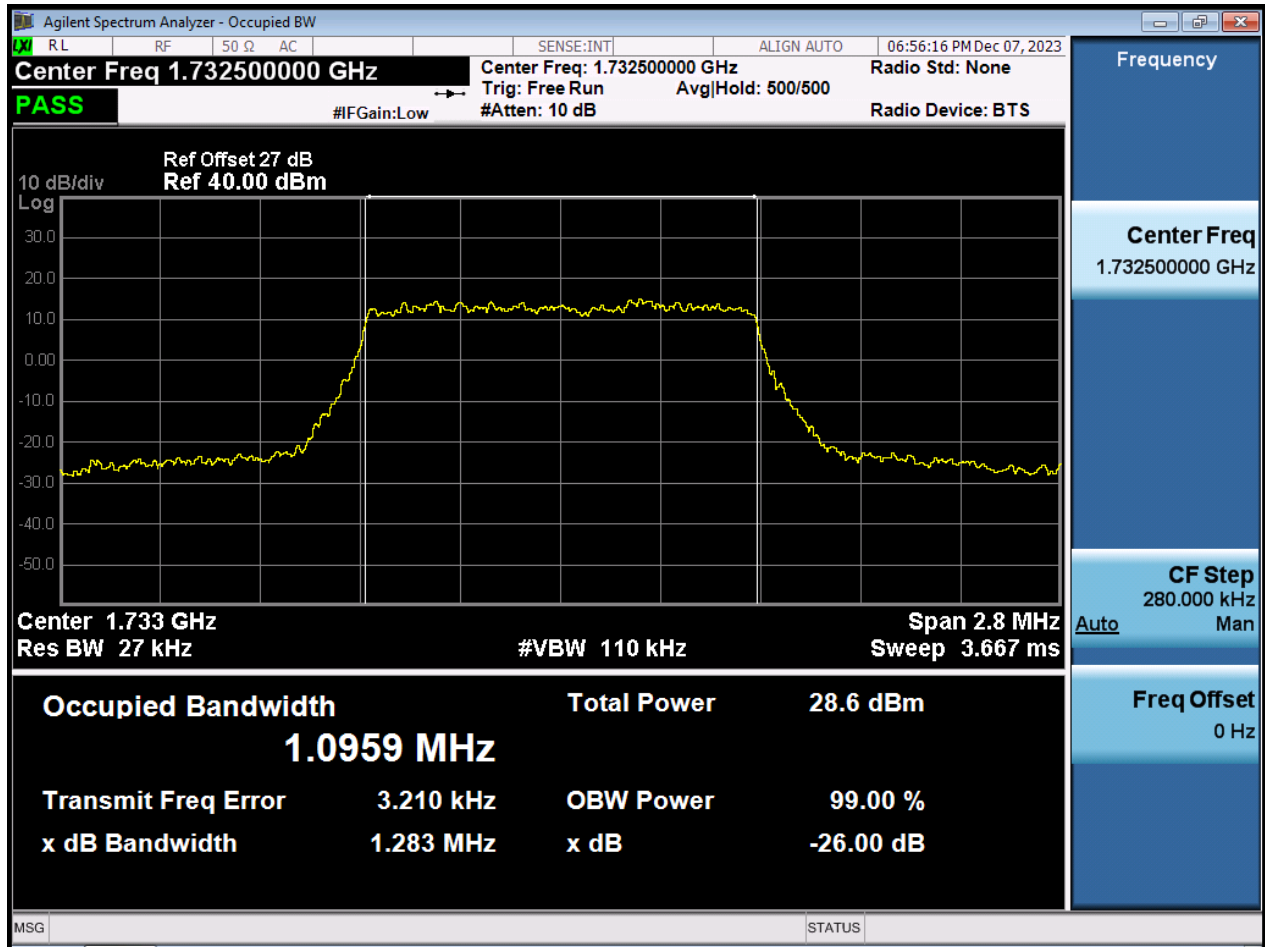 Agilent Spectrum Analyzer - Occupied BW
LXI RL RF 50 Ω AC SENSE:INT ALIGN AUTO 06:56:16 PM Dec 07, 2023
Center Freq 1.732500000 GHz
PASS
#IFGain:Low
Center Freq: 1.732500000 GHz
Trig: Free Run Avg|Hold: 500/500
#Atten: 10 dB
Radio Std: None
Radio Device: BTS
Ref Offset 27 dB
10 dB/div Ref 40.00 dBm
Log
30.0
20.0
10.0
0.00
-10.0
-20.0
-30.0
-40.0
-50.0
Center 1.733 GHz Span 2.8 MHz
Res BW 27 kHz #VBW 110 kHz Sweep 3.667 ms
Occupied Bandwidth Total Power 28.6 dBm
1.0959 MHz
Transmit Freq Error 3.210 kHz OBW Power 99.00 %
x dB Bandwidth 1.283 MHz x dB -26.00 dB
Frequency
Center Freq
1.732500000 GHz
CF Step
280.000 kHz
Auto Man
Freq Offset
0 Hz
MSG STATUS